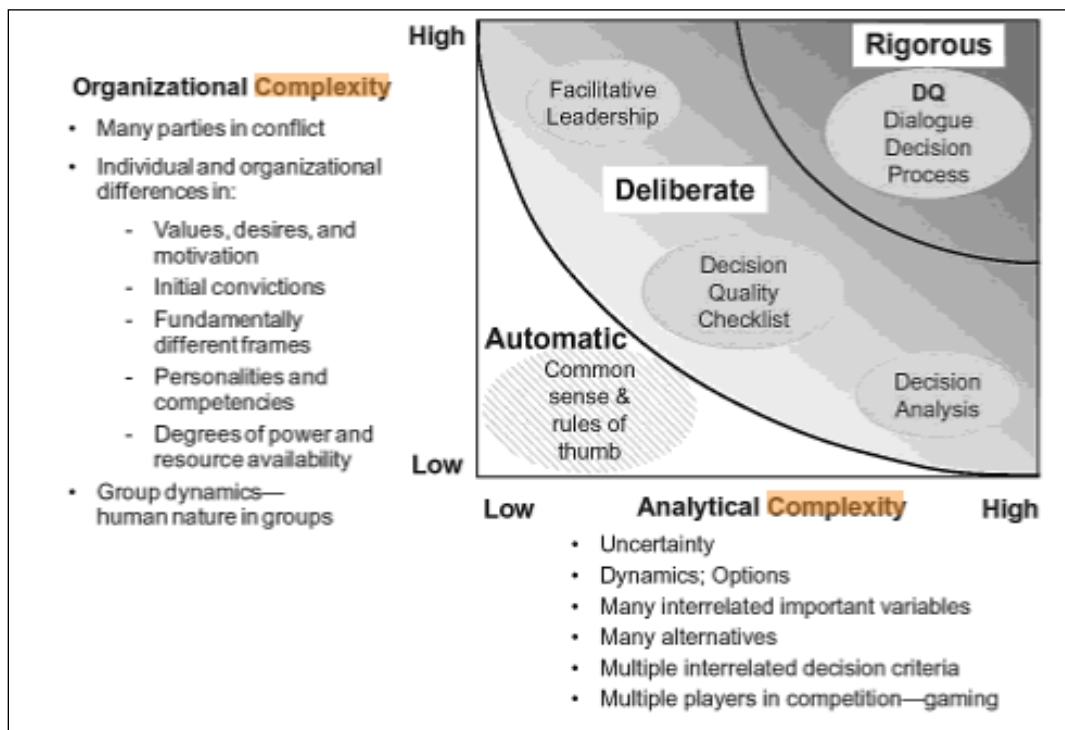 High
Organizational Complexity
• Many parties in conflict
• Individual and organizational
differences in:
- Values, desires, and
motivation
- Initial convictions
- Fundamentally
different frames
- Personalities and
competencies
- Degrees of power and
resource availability
• Group dynamics—
human nature in groups
Rigorous
DQ
Dialogue
Decision
Process
Facilitative
Leadership
Deliberate
Decision
Quality
Checklist
Automatic
Common
sense &
rules of
thumb
Decision
Analysis
Low
Low
Analytical Complexity
High
• Uncertainty
• Dynamics; Options
• Many interrelated important variables
• Many alternatives
• Multiple interrelated decision criteria
• Multiple players in competition—gaming